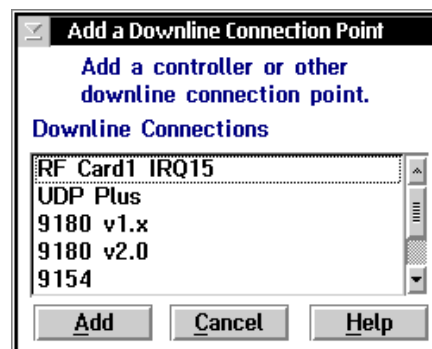 Add a Downline Connection Point
Add a controller or other
downline connection point.
Downline Connections
RF Card1 IRQ15
UDP Plus
9180 v1.x
9180 v2.0
9154
Add Cancel Help